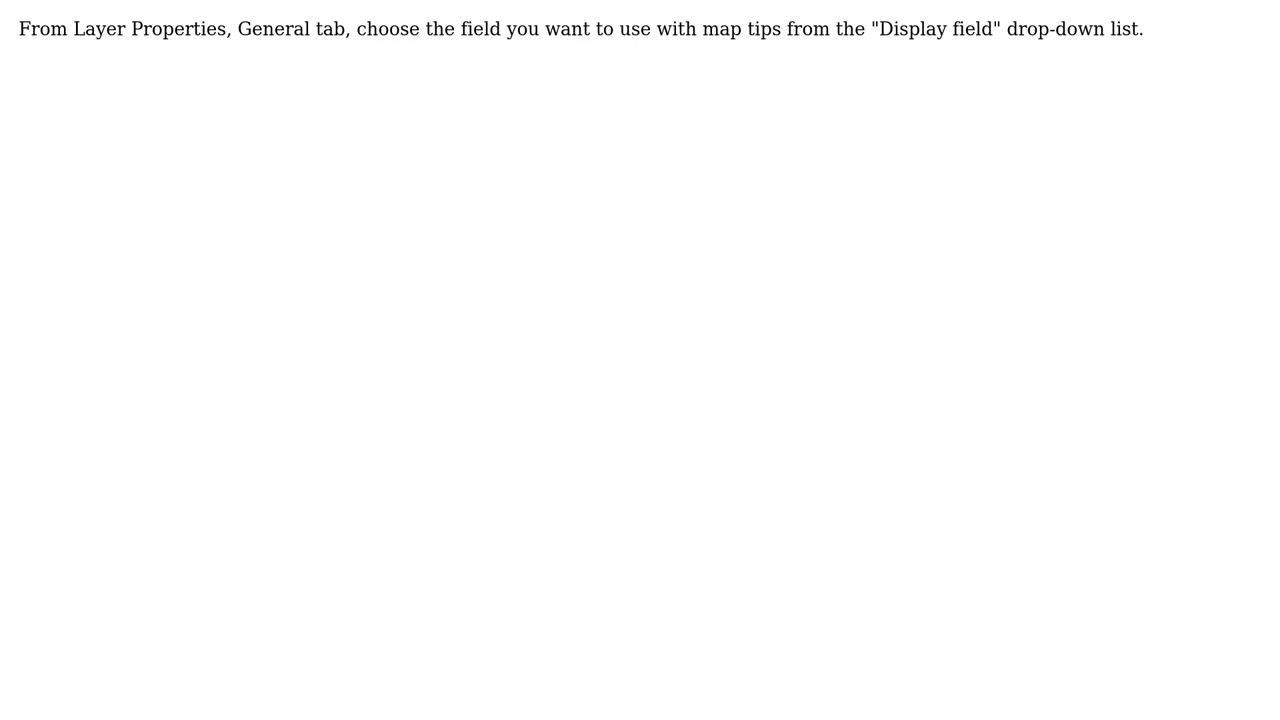 From Layer Properties, General tab, choose the field you want to use with map tips from the "Display field" drop-down list.